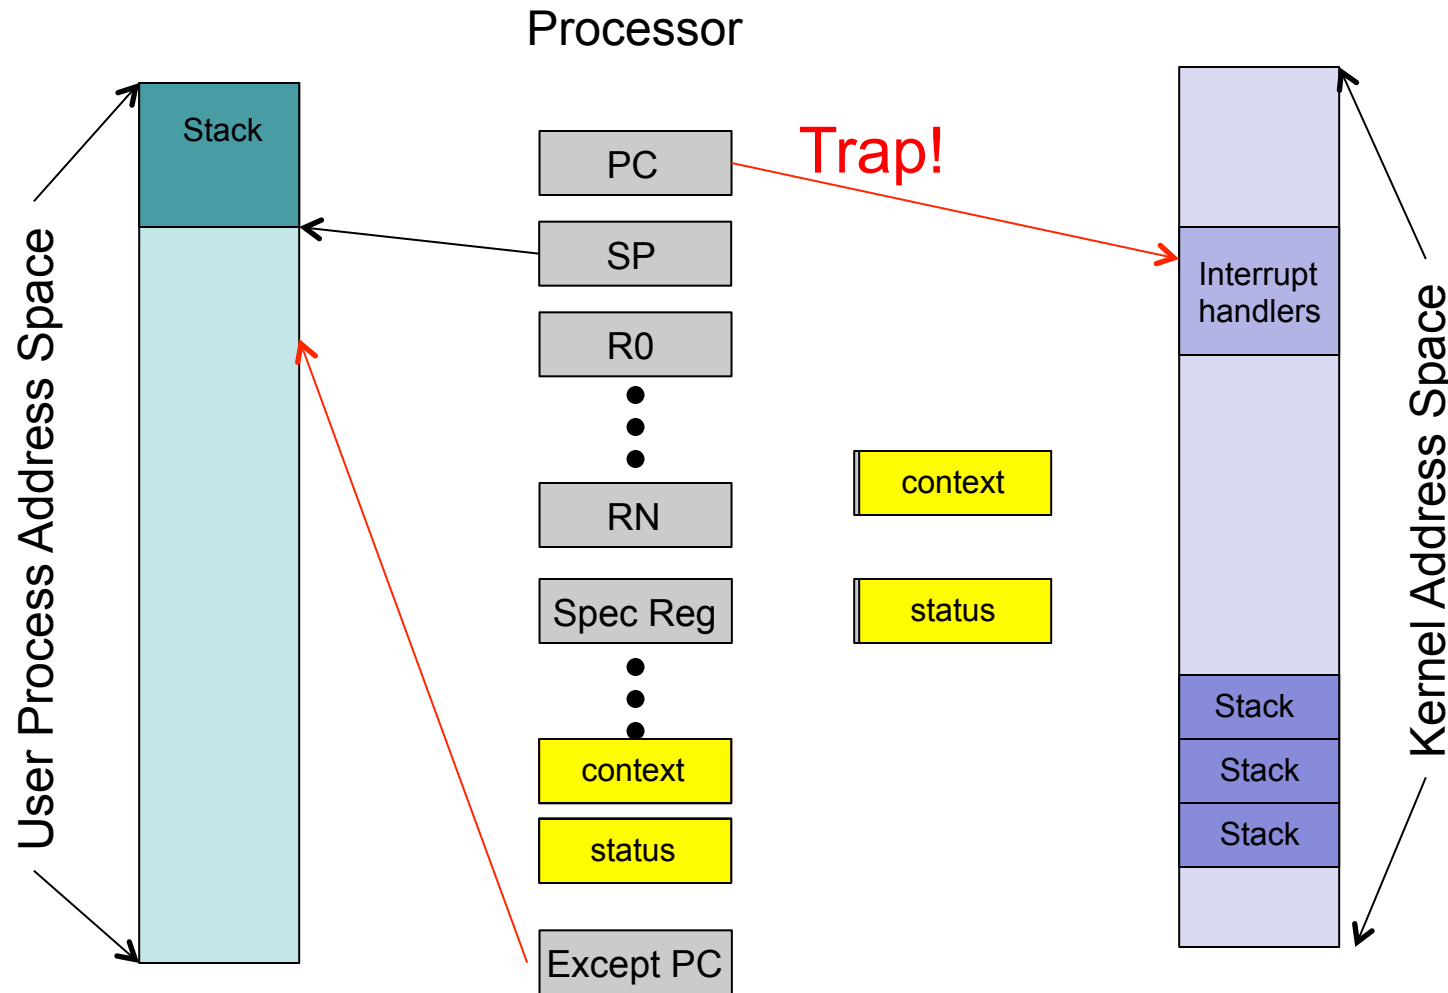 Processor
User Process Address Space
Stack
PC
SP
R0
RN
Spec Reg
context
status
Except PC
Trap!
context
status
Interrupt
handlers
Stack
Stack
Stack
Kernel Address Space